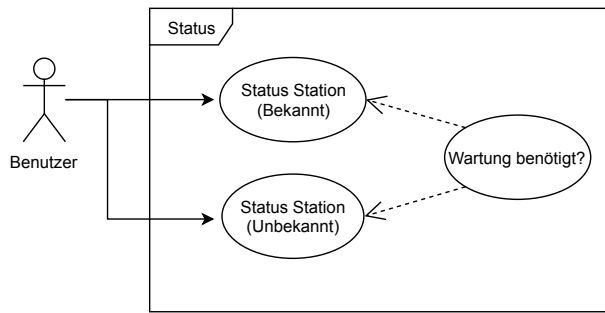 Status
Status Station
(Bekannt)
Benutzer
Wartung benötigt?
Status Station
(Unbekannt)